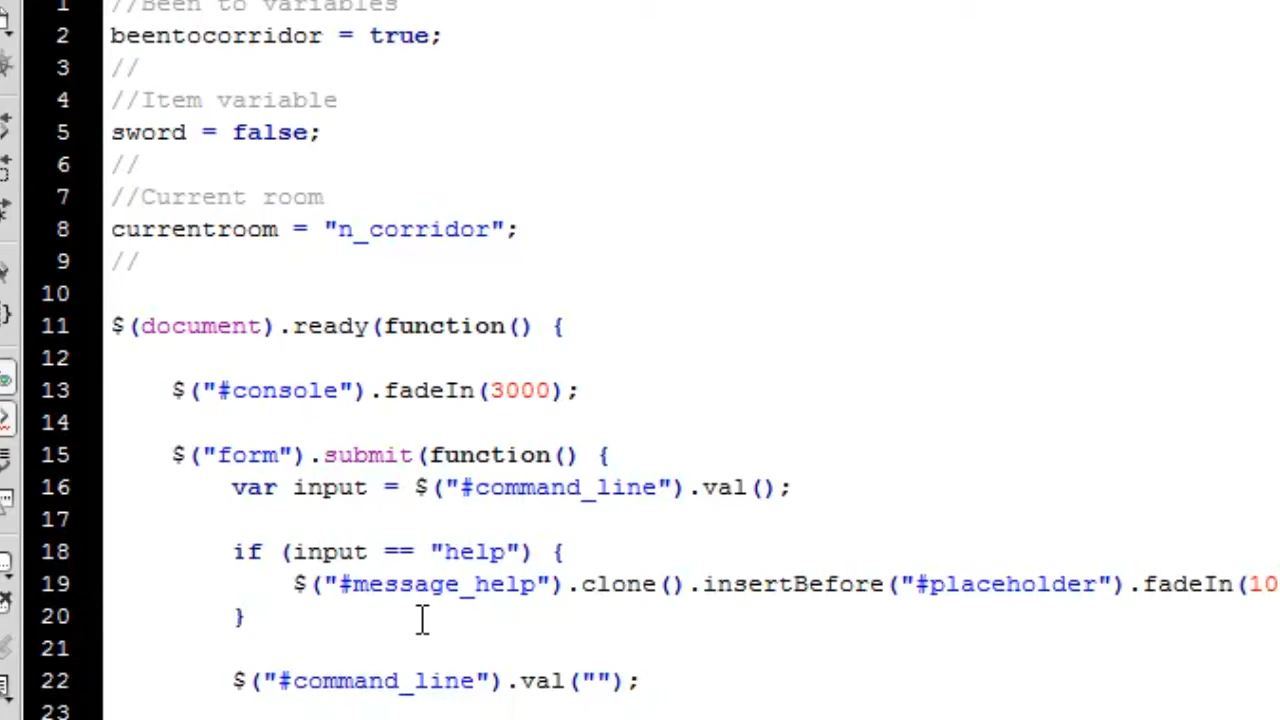 1 //Been to variables
2 beentocorridor = true;
3 //
4 //Item variable
5 sword = false;
6 //
7 //Current room
8 currentroom = "n_corridor";
9 //
10
11 $(document).ready(function() {
12
13 $("#console").fadeIn(3000);
14
15 $("form").submit(function() {
16 var input = $("#command_line").val();
17
18 if (input == "help") {
19 $("#message_help").clone().insertBefore("#placeholder").fadeIn(10
20 }
21
22 $("#command_line").val("");
23